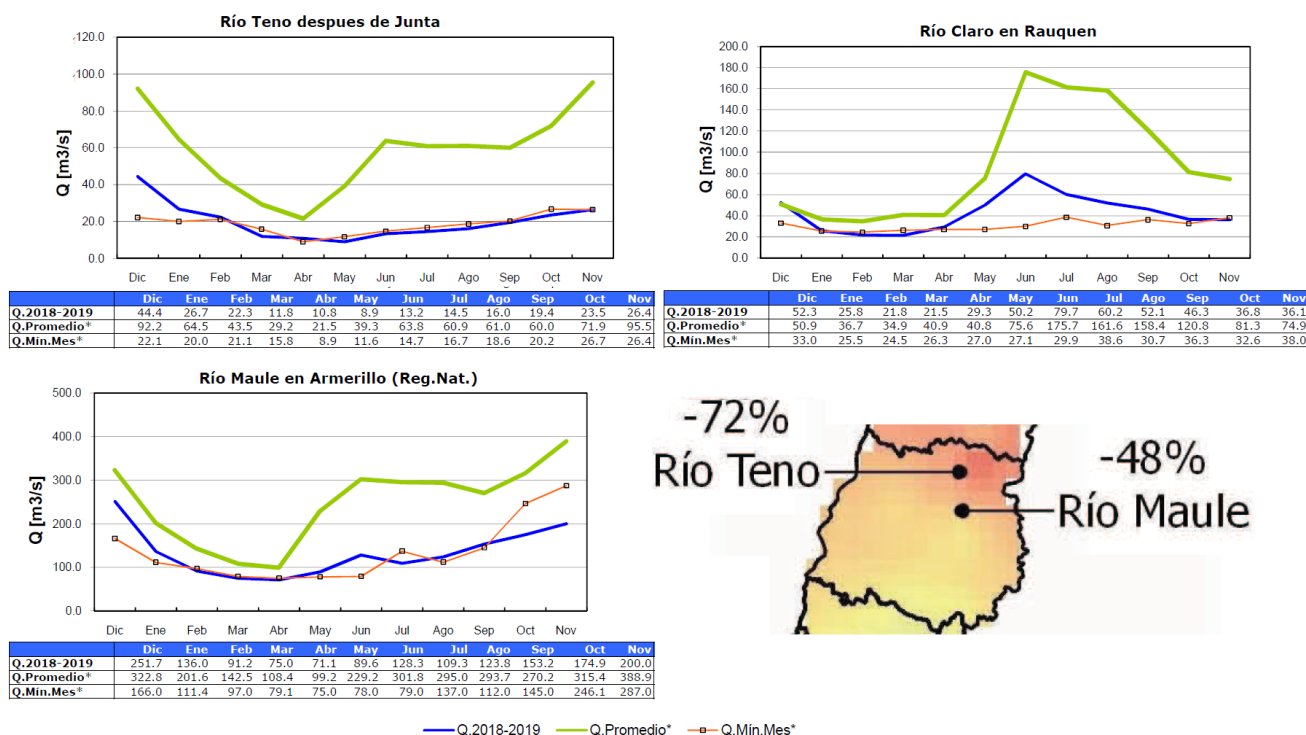 Río Teno despues de Junta
Q [m3/s]
120.0
100.0
80.0
60.0
40.0
20.0
0.0
Dic Ene Feb Mar Abr May Jun Jul Ago Sep Oct Nov
Dic Ene Feb Mar Abr May Jun Jul Ago Sep Oct Nov
Q.2018-2019 44.4 26.7 22.3 11.8 10.8 8.9 13.2 14.5 16.0 19.4 23.5 26.4
Q.Promedio* 92.2 64.5 43.5 29.2 21.5 39.3 63.8 60.9 61.0 60.0 71.9 95.5
Q.Mín.Mes* 22.1 20.0 21.1 15.8 8.9 11.6 14.7 16.7 18.6 20.2 26.7 26.4
Río Claro en Rauquen
Q [m3/s]
200.0
180.0
160.0
140.0
120.0
100.0
80.0
60.0
40.0
20.0
0.0
Dic Ene Feb Mar Abr May Jun Jul Ago Sep Oct Nov
Dic Ene Feb Mar Abr May Jun Jul Ago Sep Oct Nov
Q.2018-2019 52.3 25.8 21.8 21.5 29.3 50.2 79.7 60.2 52.1 46.3 36.8 36.1
Q.Promedio* 50.9 36.7 34.9 40.9 40.8 75.6 175.7 161.6 158.4 120.8 81.3 74.9
Q.Mín.Mes* 33.0 25.5 24.5 26.3 27.0 27.1 29.9 38.6 30.7 36.3 32.6 38.0
Río Maule en Armerillo (Reg.Nat.)
Q [m3/s]
500.0
400.0
300.0
200.0
100.0
0.0
Dic Ene Feb Mar Abr May Jun Jul Ago Sep Oct Nov
Dic Ene Feb Mar Abr May Jun Jul Ago Sep Oct Nov
Q.2018-2019 251.7 136.0 91.2 75.0 71.1 89.6 128.3 109.3 123.8 153.2 174.9 200.0
Q.Promedio* 322.8 201.6 142.5 108.4 99.2 229.2 301.8 295.0 293.7 270.2 315.4 388.9
Q.Mín.Mes* 166.0 111.4 97.0 79.1 75.0 78.0 79.0 137.0 112.0 145.0 246.1 287.0
-72%
Río Teno
-48%
Río Maule
Q.2018-2019 Q.Promedio* Q.Mín.Mes*